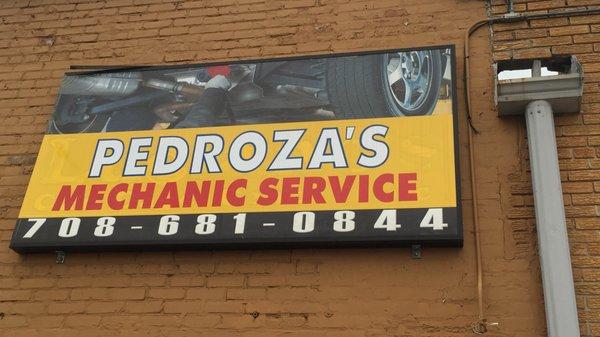 PEDROZA'S
MECHANIC SERVICE
708-681-0844